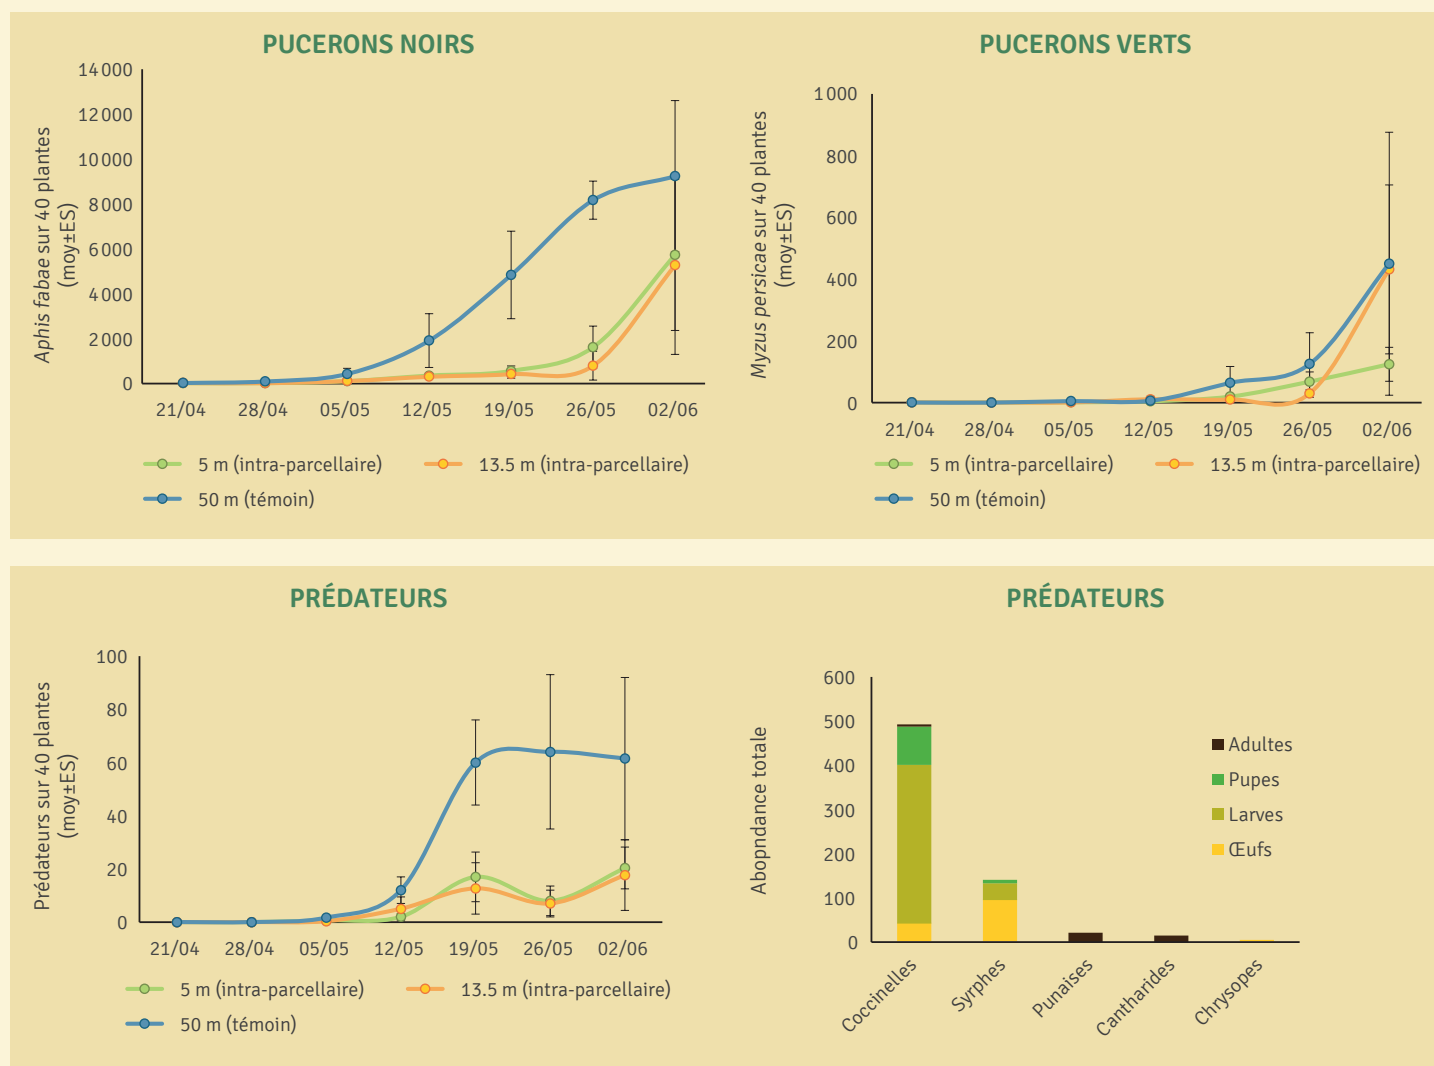 PUCERONS NOIRS
Aphis fabae sur 40 plantes
(moy±ES)
14 000
12 000
10 000
8 000
6 000
4 000
2 000
0
21/04 28/04 05/05 12/05 19/05 26/05 02/06
5 m (intra-parcellaire) 13.5 m (intra-parcellaire)
50 m (témoin)
PUCERONS VERTS
Myzus persicae sur 40 plantes
(moy±ES)
1 000
800
600
400
200
0
21/04 28/04 05/05 12/05 19/05 26/05 02/06
5 m (intra-parcellaire) 13.5 m (intra-parcellaire)
50 m (témoin)
PRÉDATEURS
Prédateurs sur 40 plantes
(moy±ES)
100
80
60
40
20
0
21/04 28/04 05/05 12/05 19/05 26/05 02/06
5 m (intra-parcellaire) 13.5 m (intra-parcellaire)
50 m (témoin)
PRÉDATEURS
Abopndance totale
600
500
400
300
200
100
0
Adultes
Pupes
Larves
Œufs
Coccinelles
Syrphes
Punaises
Cantharides
Chrysopes